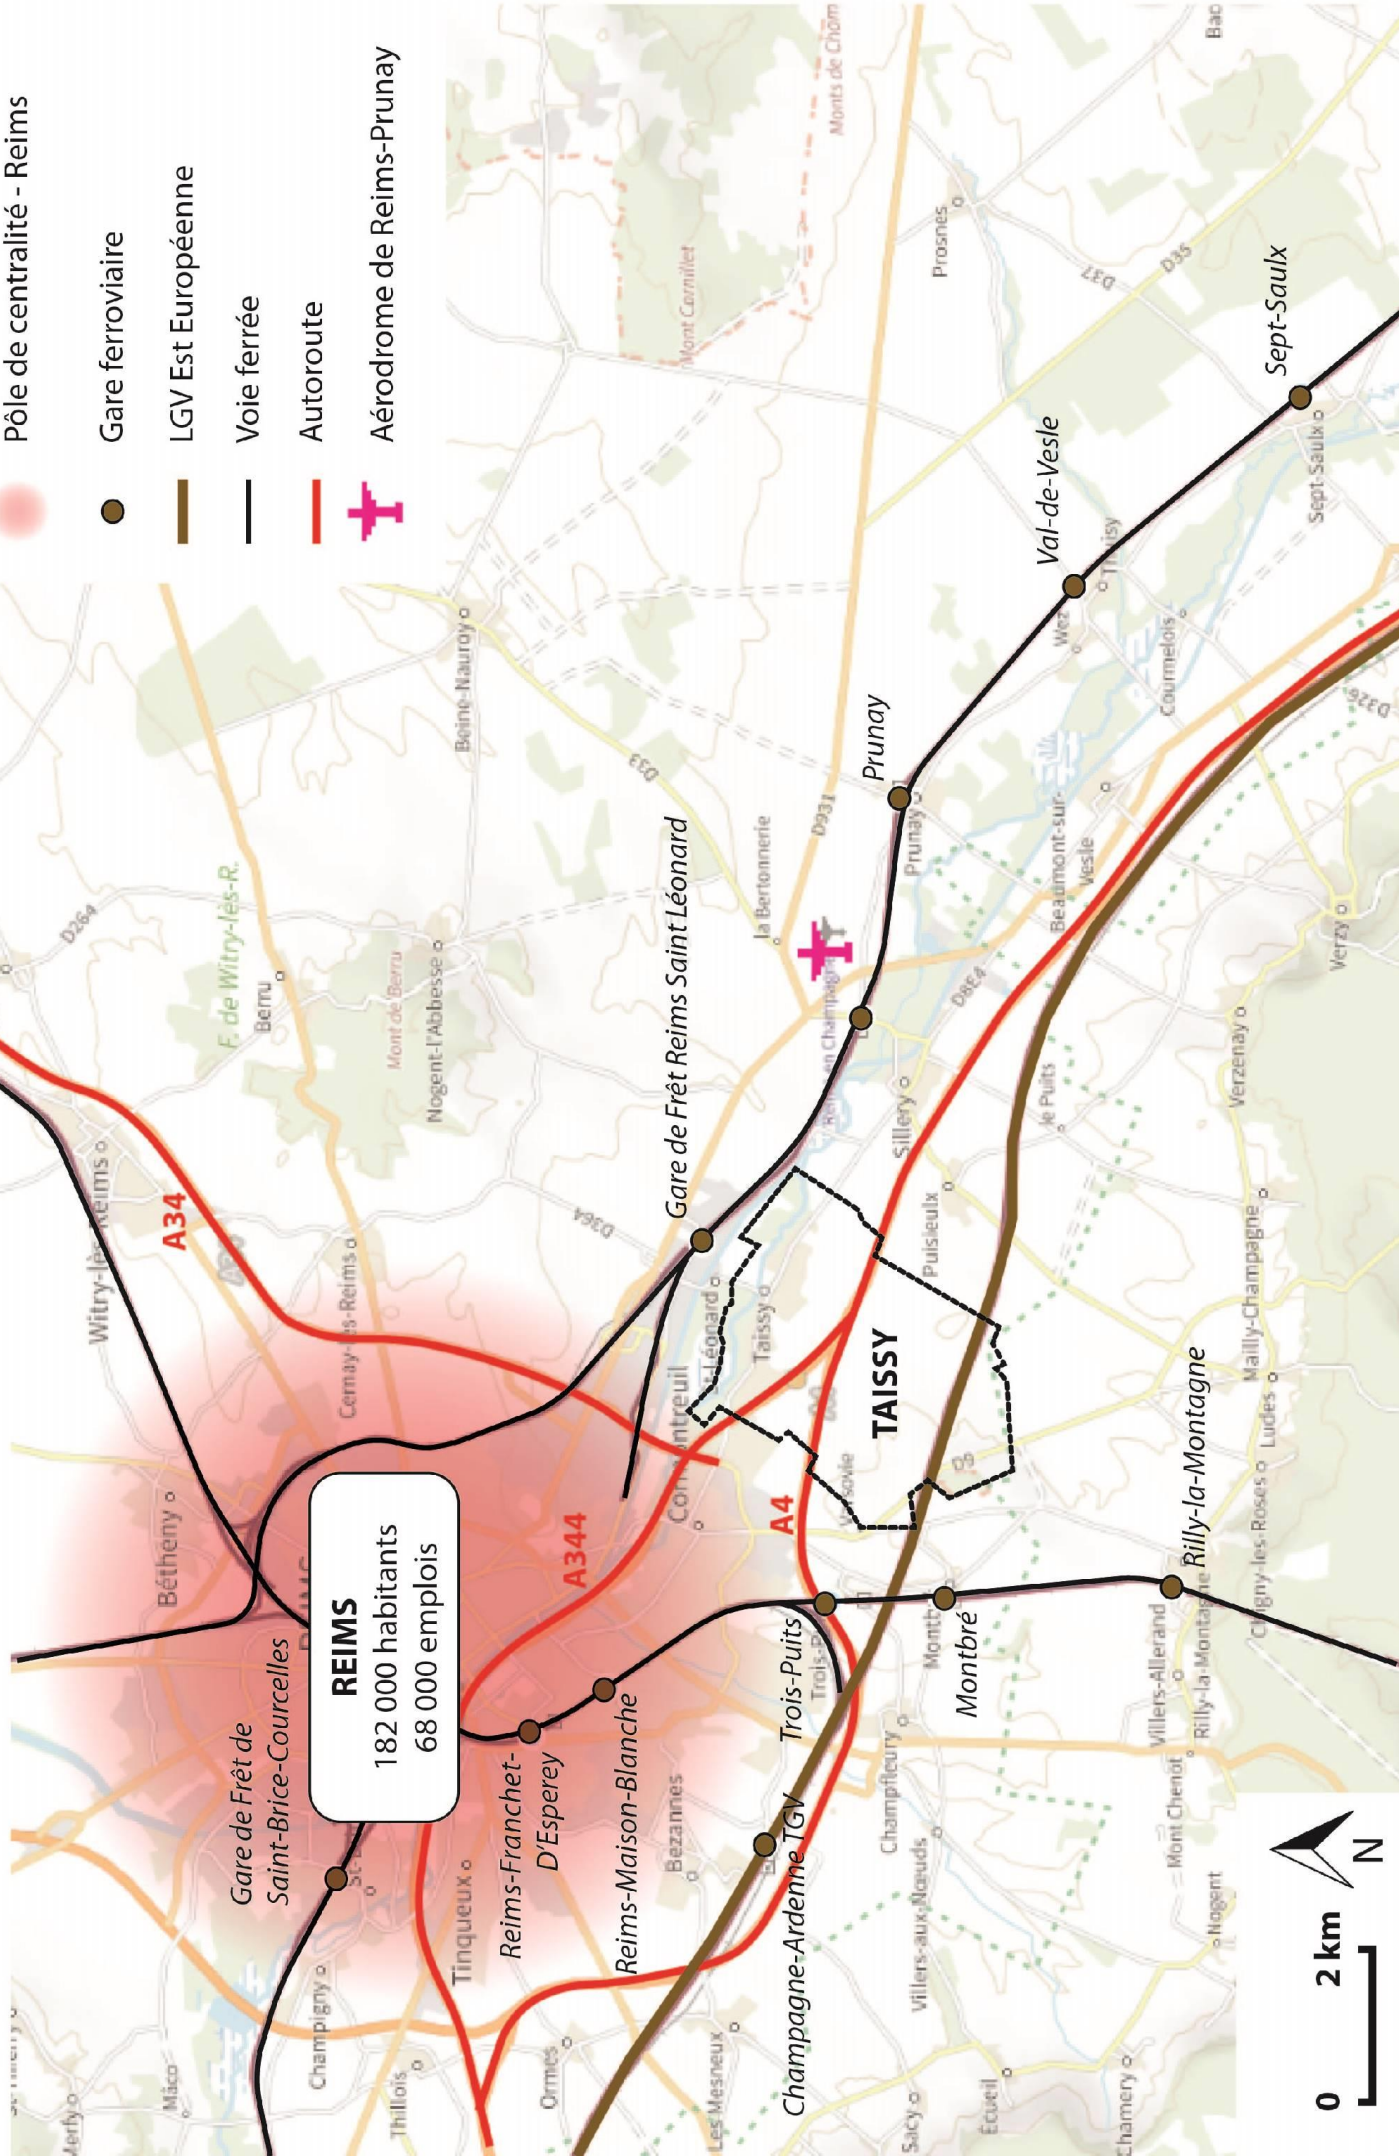 Pôle de centralité - Reims
Gare ferroviaire
LGV Est Européenne
Voie ferrée
Autoroute
Aérodrome de Reims-Prunay
REIMS
182 000 habitants
68 000 emplois
TAISSY
A34
A344
A4
Gare de Frêt de
Saint-Brice-Courcelles
Reims-Franchet-
D'Esperey
Reims-Maison-Blanche
Champagne-Ardenne TGV
Trois-Puits
Montbré
Rilly-la-Montagne
Gare de Frêt Reims Saint Léonard
Prunay
Val-de-Vesle
Sept-Saulx
Witry-lès-Reims
Bétheny
Cernay-lès-Reims
Berru
F. de Witry-lès-R.
Mont de Berru
Nogent-l'Abbesse
Beine-Nauroy
la Bertonnerie
Mont Cornillet
Prosnes
D264
D364
D33
D931
D37
D35
D8E4
D326
St-Léonard
Taissy
Puisieulx
Sillery
Prunay
Wez
Thuisy
Courmelois
Sept-Saulx
Beaumont-sur-
Vesle
Verzy
Verzenay
le Puits
Mailly-Champagne
Ludes
Chigny-les-Roses
Rilly-la-Montagne
Villers-Allerand
Mont Chenot
Nogent
Champfleury
Villers-aux-Nœuds
Bezannes
Tinqueux
Champigny
Mâco
Merfy
Thillois
Ormes
Les Mesneux
Sacy
Écueil
Chamery
0
2 km
N